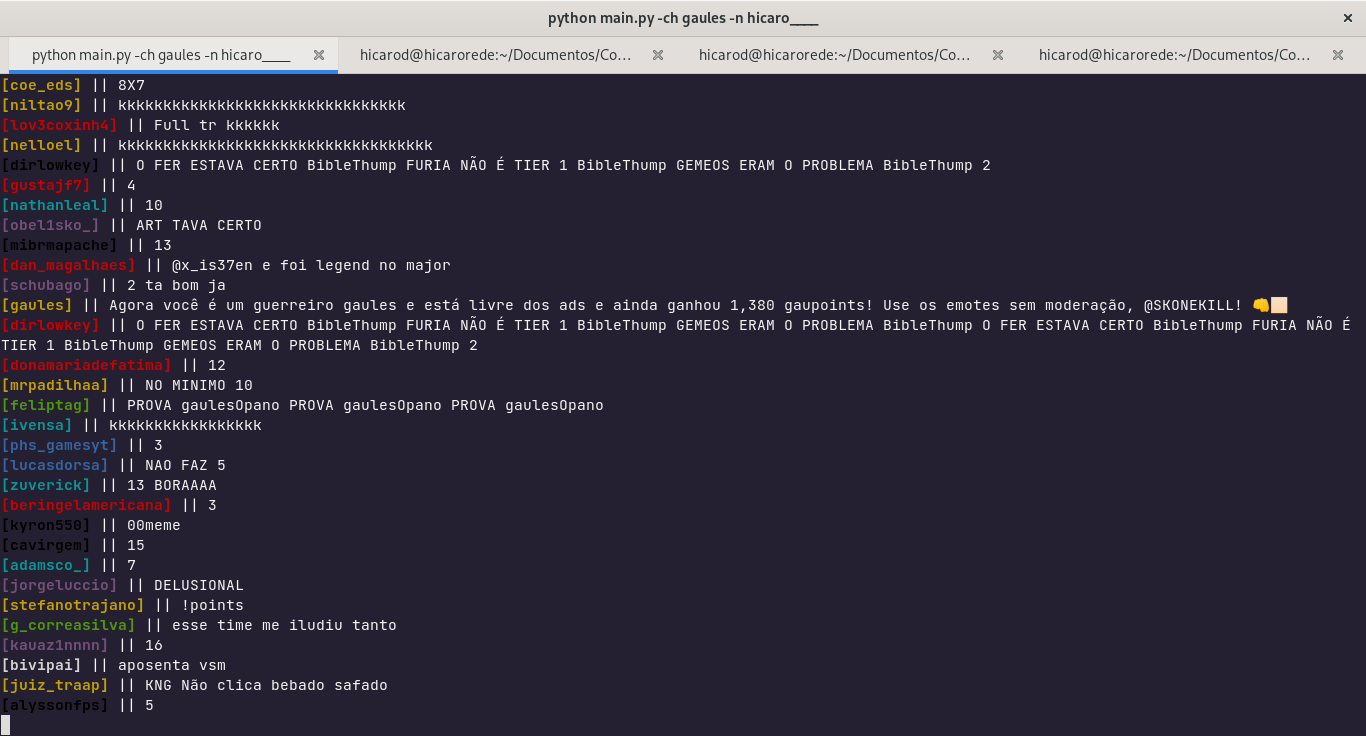 python main.py -ch gaules -n hicaro____ ×
python main.py -ch gaules -n hicaro____ × hicarod@hicarorede:~/Documentos/Co... × hicarod@hicarorede:~/Documentos/Co... × hicarod@hicarorede:~/Documentos/Co... ×
[coe_eds] || 8X7
[niltao9] || kkkkkkkkkkkkkkkkkkkkkkkkkkkkkkkk
[lov3coxinh4] || Full tr kkkkkk
[nelloel] || kkkkkkkkkkkkkkkkkkkkkkkkkkkkkkkkkkk
[dirlowkey] || O FER ESTAVA CERTO BibleThump FURIA NÃO É TIER 1 BibleThump GEMEOS ERAM O PROBLEMA BibleThump 2
[gustajf7] || 4
[nathanleal] || 10
[obel1sko_] || ART TAVA CERTO
[mibrmapache] || 13
[dan_magalhaes] || @x_is37en e foi legend no major
[schubago] || 2 ta bom ja
[gaules] || Agora você é um guerreiro gaules e está livre dos ads e ainda ganhou 1,380 gaupoints! Use os emotes sem moderação, @SKONEKILL! 👊🏻
[dirlowkey] || O FER ESTAVA CERTO BibleThump FURIA NÃO É TIER 1 BibleThump GEMEOS ERAM O PROBLEMA BibleThump O FER ESTAVA CERTO BibleThump FURIA NÃO É
TIER 1 BibleThump GEMEOS ERAM O PROBLEMA BibleThump 2
[donamariadefatima] || 12
[mrpadilhaa] || NO MINIMO 10
[feliptag] || PROVA gaulesOpano PROVA gaulesOpano PROVA gaulesOpano
[ivensa] || kkkkkkkkkkkkkkkkk
[phs_gamesyt] || 3
[lucasdorsa] || NAO FAZ 5
[zuverick] || 13 BORAAAA
[beringelamericana] || 3
[kyron550] || 00meme
[cavirgem] || 15
[adamsco_] || 7
[jorgeluccio] || DELUSIONAL
[stefanotrajano] || !points
[g_correasilva] || esse time me iludiu tanto
[kauaz1nnnn] || 16
[bivipai] || aposenta vsm
[juiz_traap] || KNG Não clica bebado safado
[alyssonfps] || 5